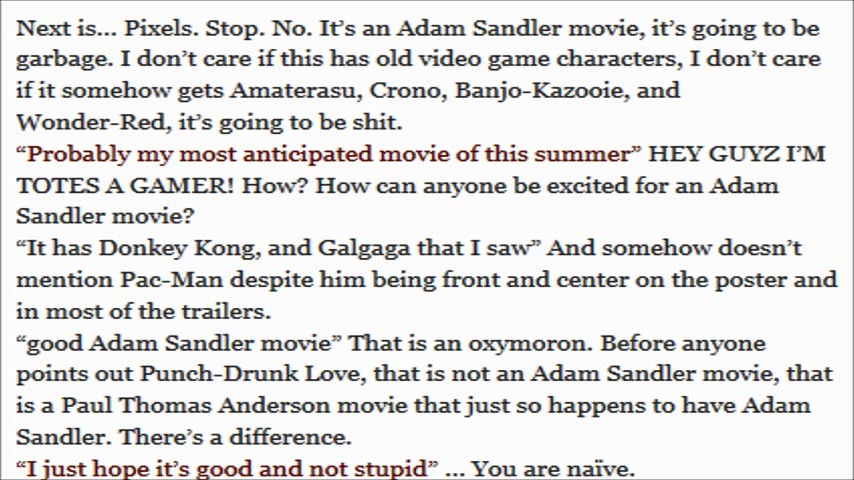 Next is... Pixels. Stop. No. It’s an Adam Sandler movie, it’s going to be
garbage. I don’t care if this has old video game characters, I don’t care
if it somehow gets Amaterasu, Crono, Banjo-Kazooie, and
Wonder-Red, it’s going to be shit.
“Probably my most anticipated movie of this summer” HEY GUYZ I’M
TOTES A GAMER! How? How can anyone be excited for an Adam
Sandler movie?
“It has Donkey Kong, and Galgaga that I saw” And somehow doesn’t
mention Pac-Man despite him being front and center on the poster and
in most of the trailers.
“good Adam Sandler movie” That is an oxymoron. Before anyone
points out Punch-Drunk Love, that is not an Adam Sandler movie, that
is a Paul Thomas Anderson movie that just so happens to have Adam
Sandler. There’s a difference.
“I just hope it’s good and not stupid” ... You are naïve.